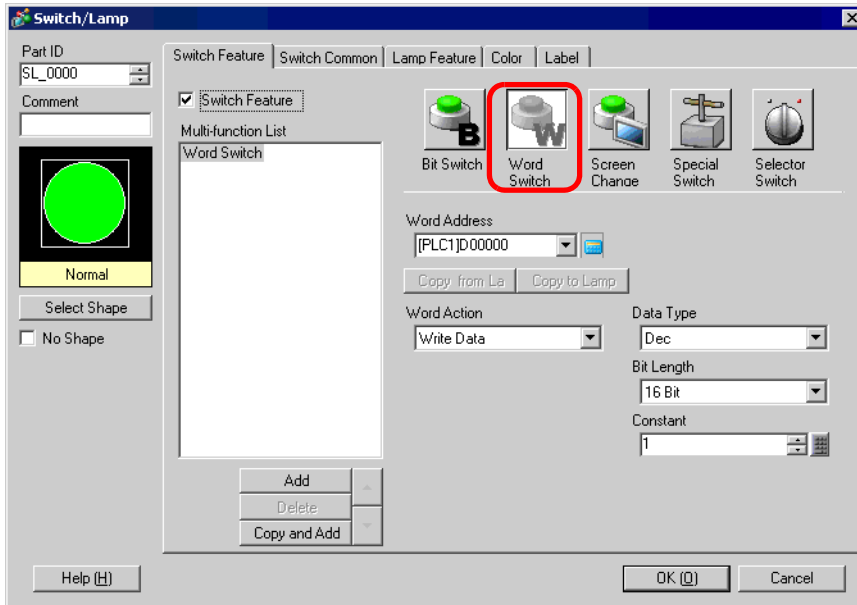 Switch/Lamp
Part ID
SL_0000
Comment
Normal
Select Shape
No Shape
Switch Feature Switch Common Lamp Feature Color Label
Switch Feature
Multi-function List
Word Switch
Add
Delete
Copy and Add
B
W
Bit Switch
Word
Switch
Screen
Change
Special
Switch
Selector
Switch
Word Address
[PLC1]D00000
Copy from La Copy to Lamp
Word Action
Write Data
Data Type
Dec
Bit Length
16 Bit
Constant
1
Help (H)
OK (O) Cancel